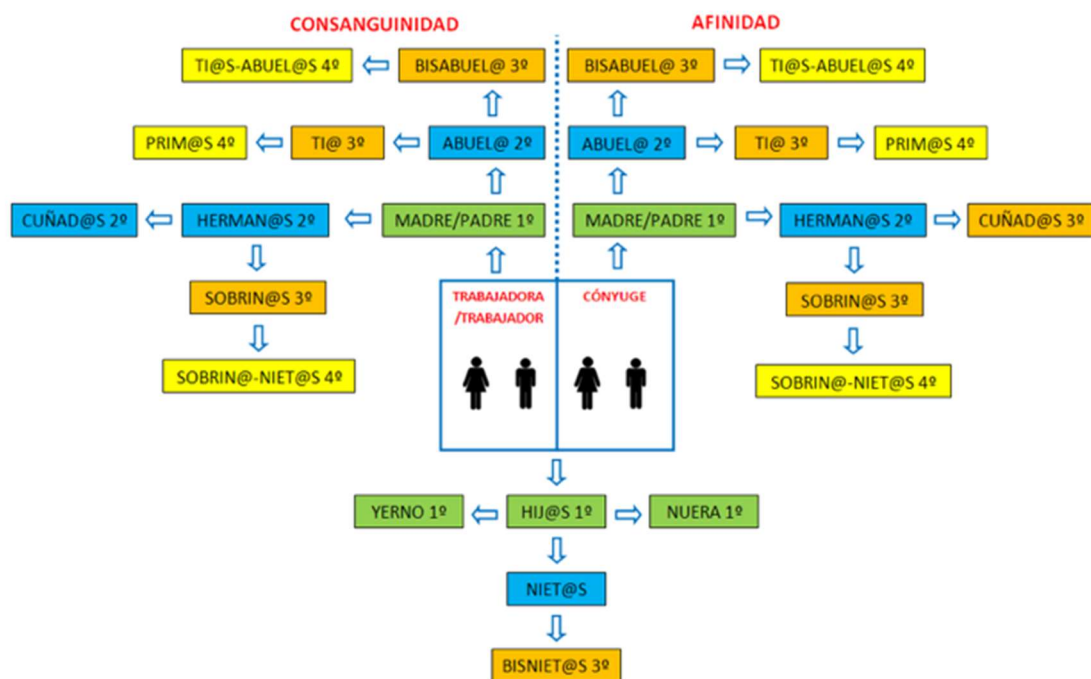 CONSANGUINIDAD
AFINIDAD
TI@S-ABUEL@S 4º
BISABUEL@ 3º
BISABUEL@ 3º
TI@S-ABUEL@S 4º
PRIM@S 4º
TI@ 3º
ABUEL@ 2º
ABUEL@ 2º
TI@ 3º
PRIM@S 4º
CUÑAD@S 2º
HERMAN@S 2º
MADRE/PADRE 1º
MADRE/PADRE 1º
HERMAN@S 2º
CUÑAD@S 3º
SOBRIN@S 3º
TRABAJADORA
/TRABAJADOR
CÓNYUGE
SOBRIN@S 3º
SOBRIN@-NIET@S 4º
SOBRIN@-NIET@S 4º
YERNO 1º
HIJ@S 1º
NUERA 1º
NIET@S
BISNIET@S 3º